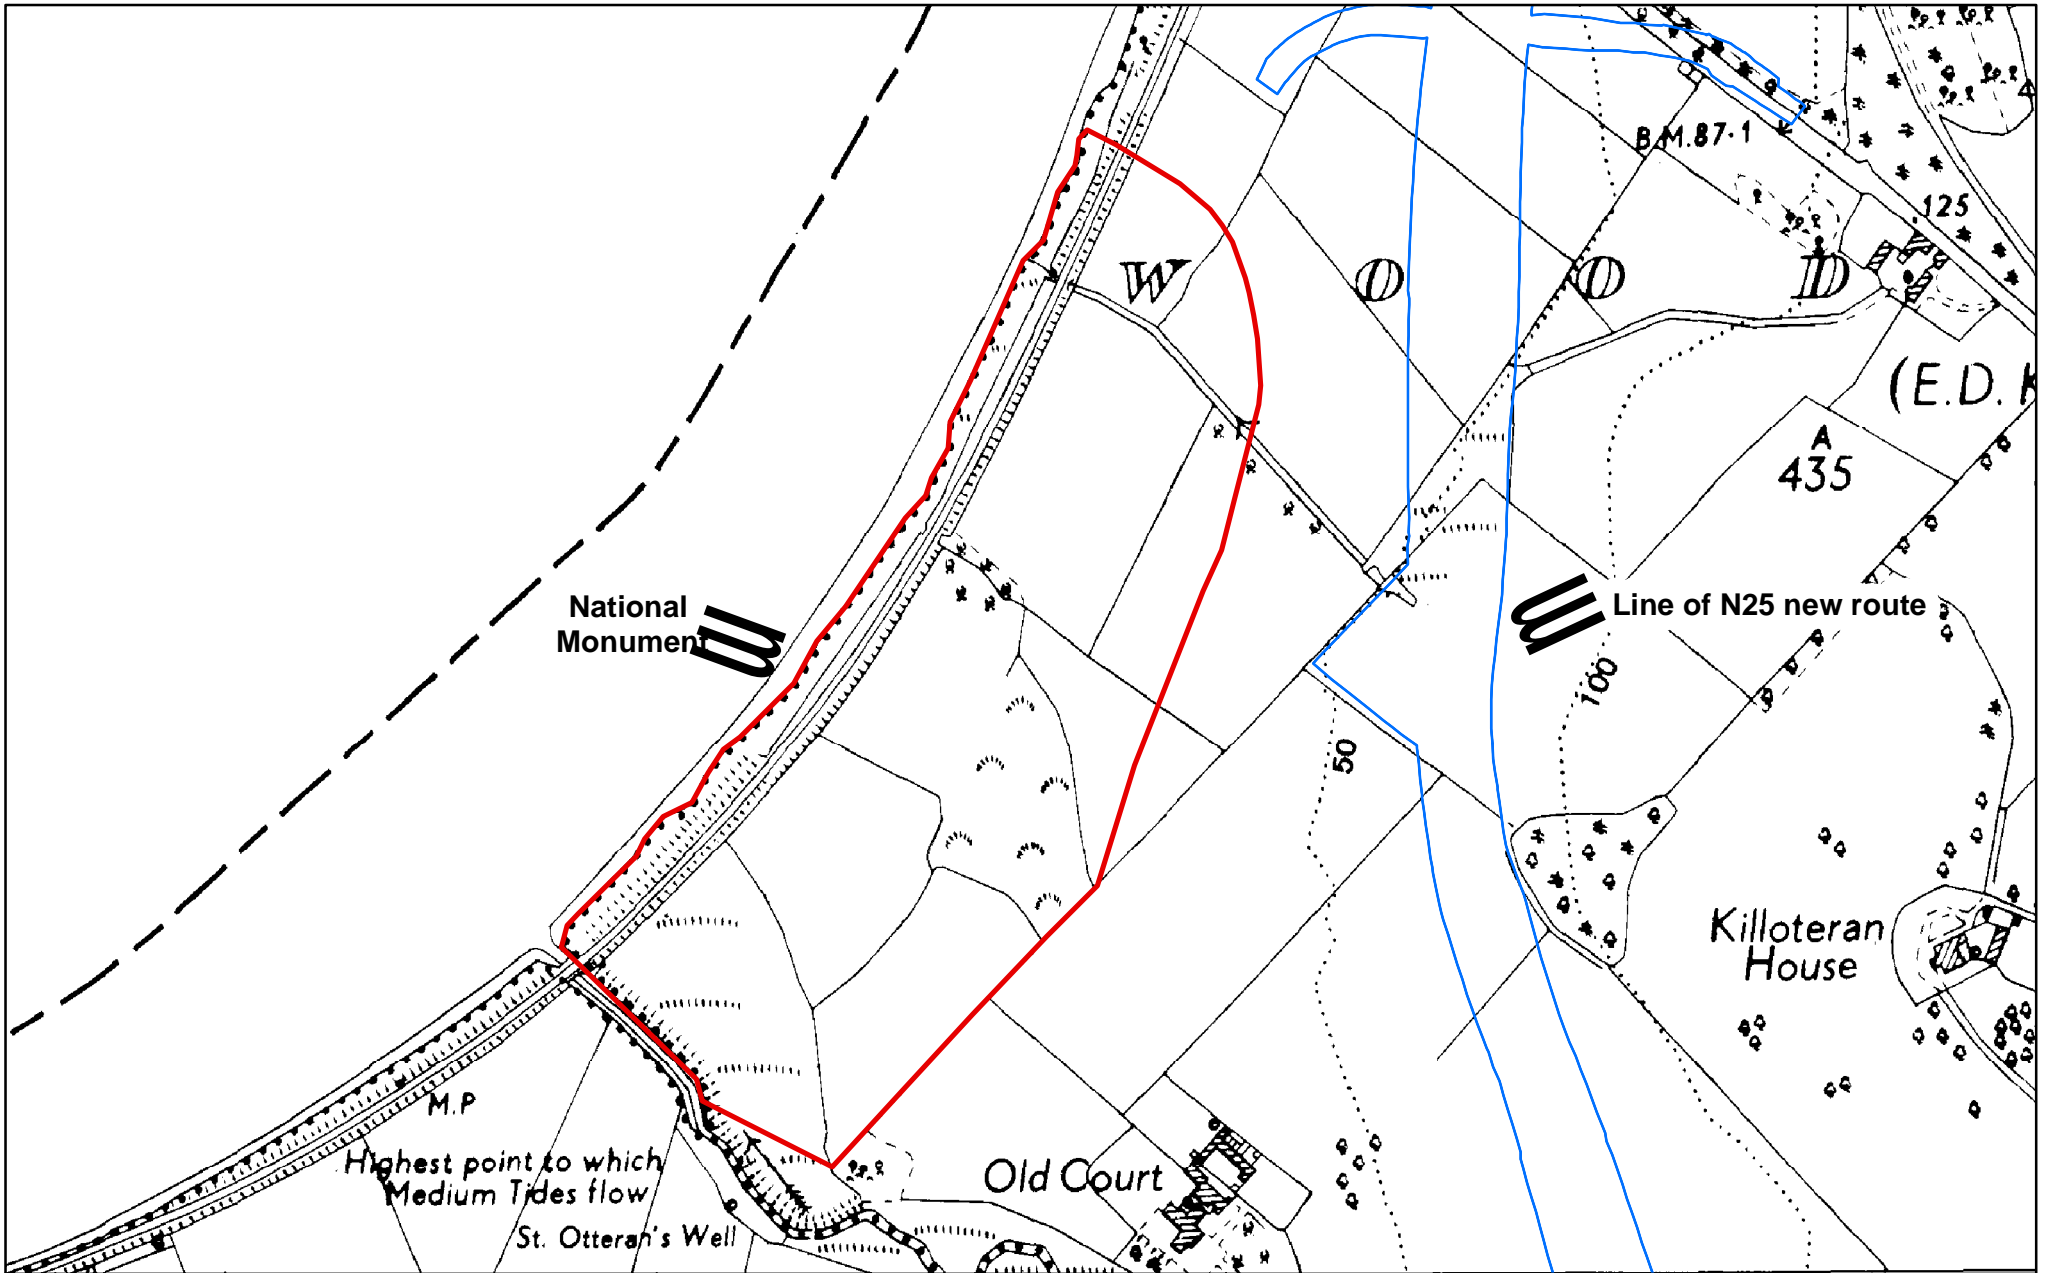 B.M.87·1
125
4
W O O D
(E.D. K
A
435
National
Monument
Line of N25 new route
100
50
Killoteran
House
M.P
Highest point to which
Medium Tides flow
St. Otteran's Well
Old Court